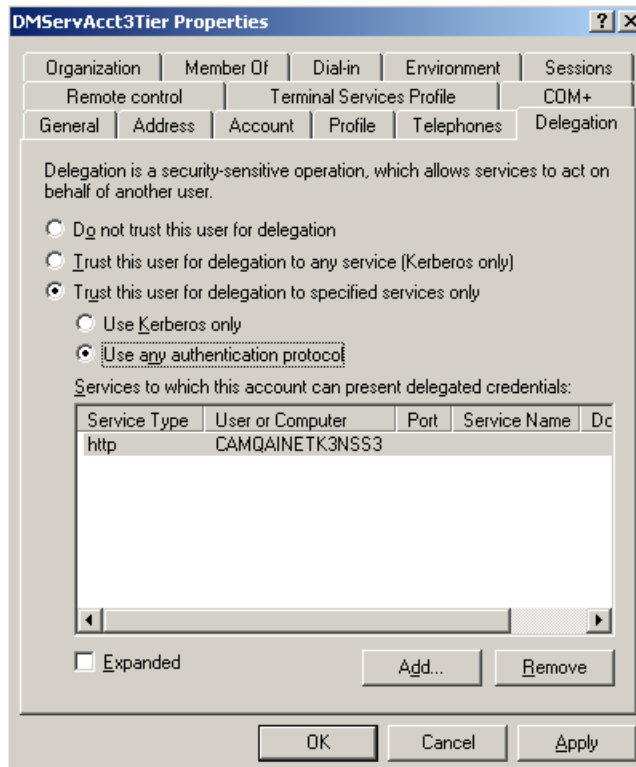 DMServAcct3Tier Properties
Organization Member Of Dial-in Environment Sessions
Remote control Terminal Services Profile COM+
General Address Account Profile Telephones Delegation
Delegation is a security-sensitive operation, which allows services to act on
behalf of another user.
Do not trust this user for delegation
Trust this user for delegation to any service (Kerberos only)
Trust this user for delegation to specified services only
Use Kerberos only
Use any authentication protocol
Services to which this account can present delegated credentials:
Service Type User or Computer Port Service Name Dc
http CAMQAINETK3NSS3
Expanded Add... Remove
OK Cancel Apply